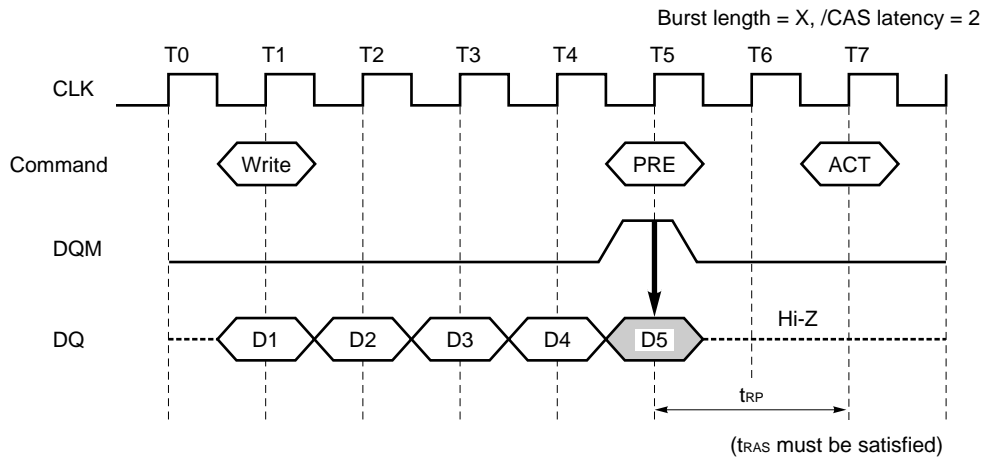 Burst length = X, /CAS latency = 2
T0 T1 T2 T3 T4 T5 T6 T7
CLK
Command Write PRE ACT
DQM
DQ D1 D2 D3 D4 D5 Hi-Z
tRP
(tRAS must be satisfied)